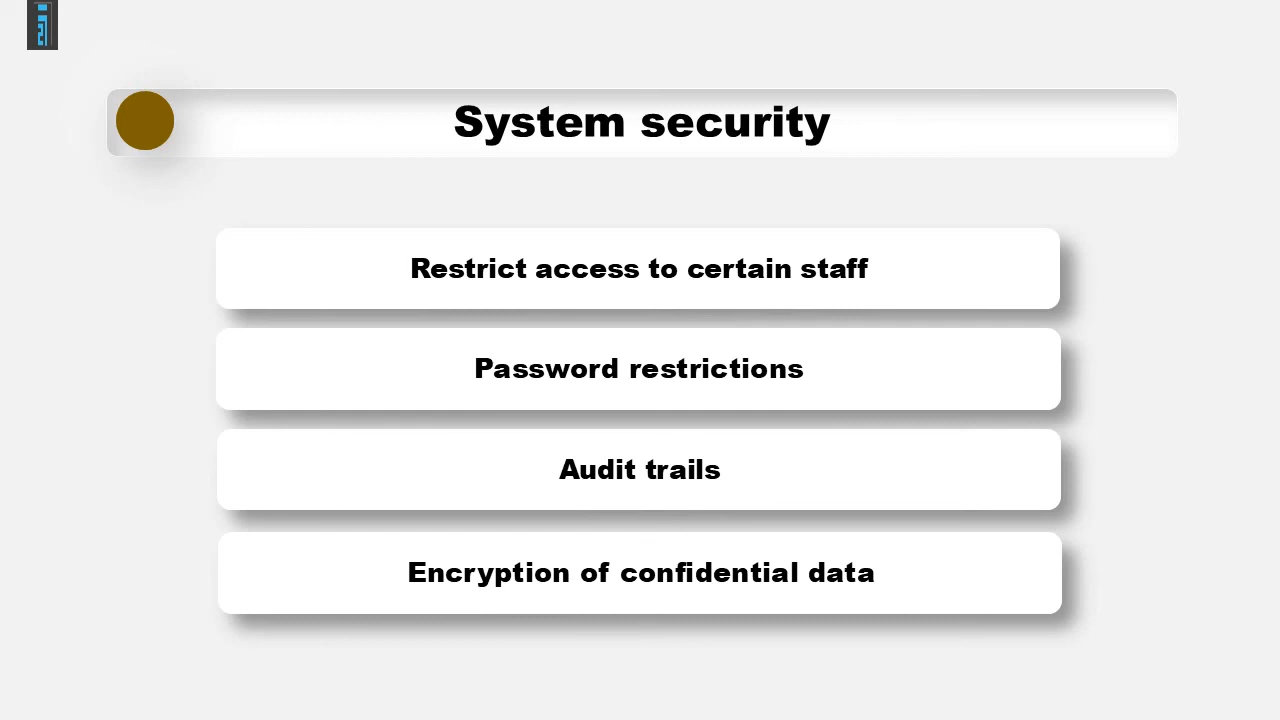 System security
Restrict access to certain staff
Password restrictions
Audit trails
Encryption of confidential data